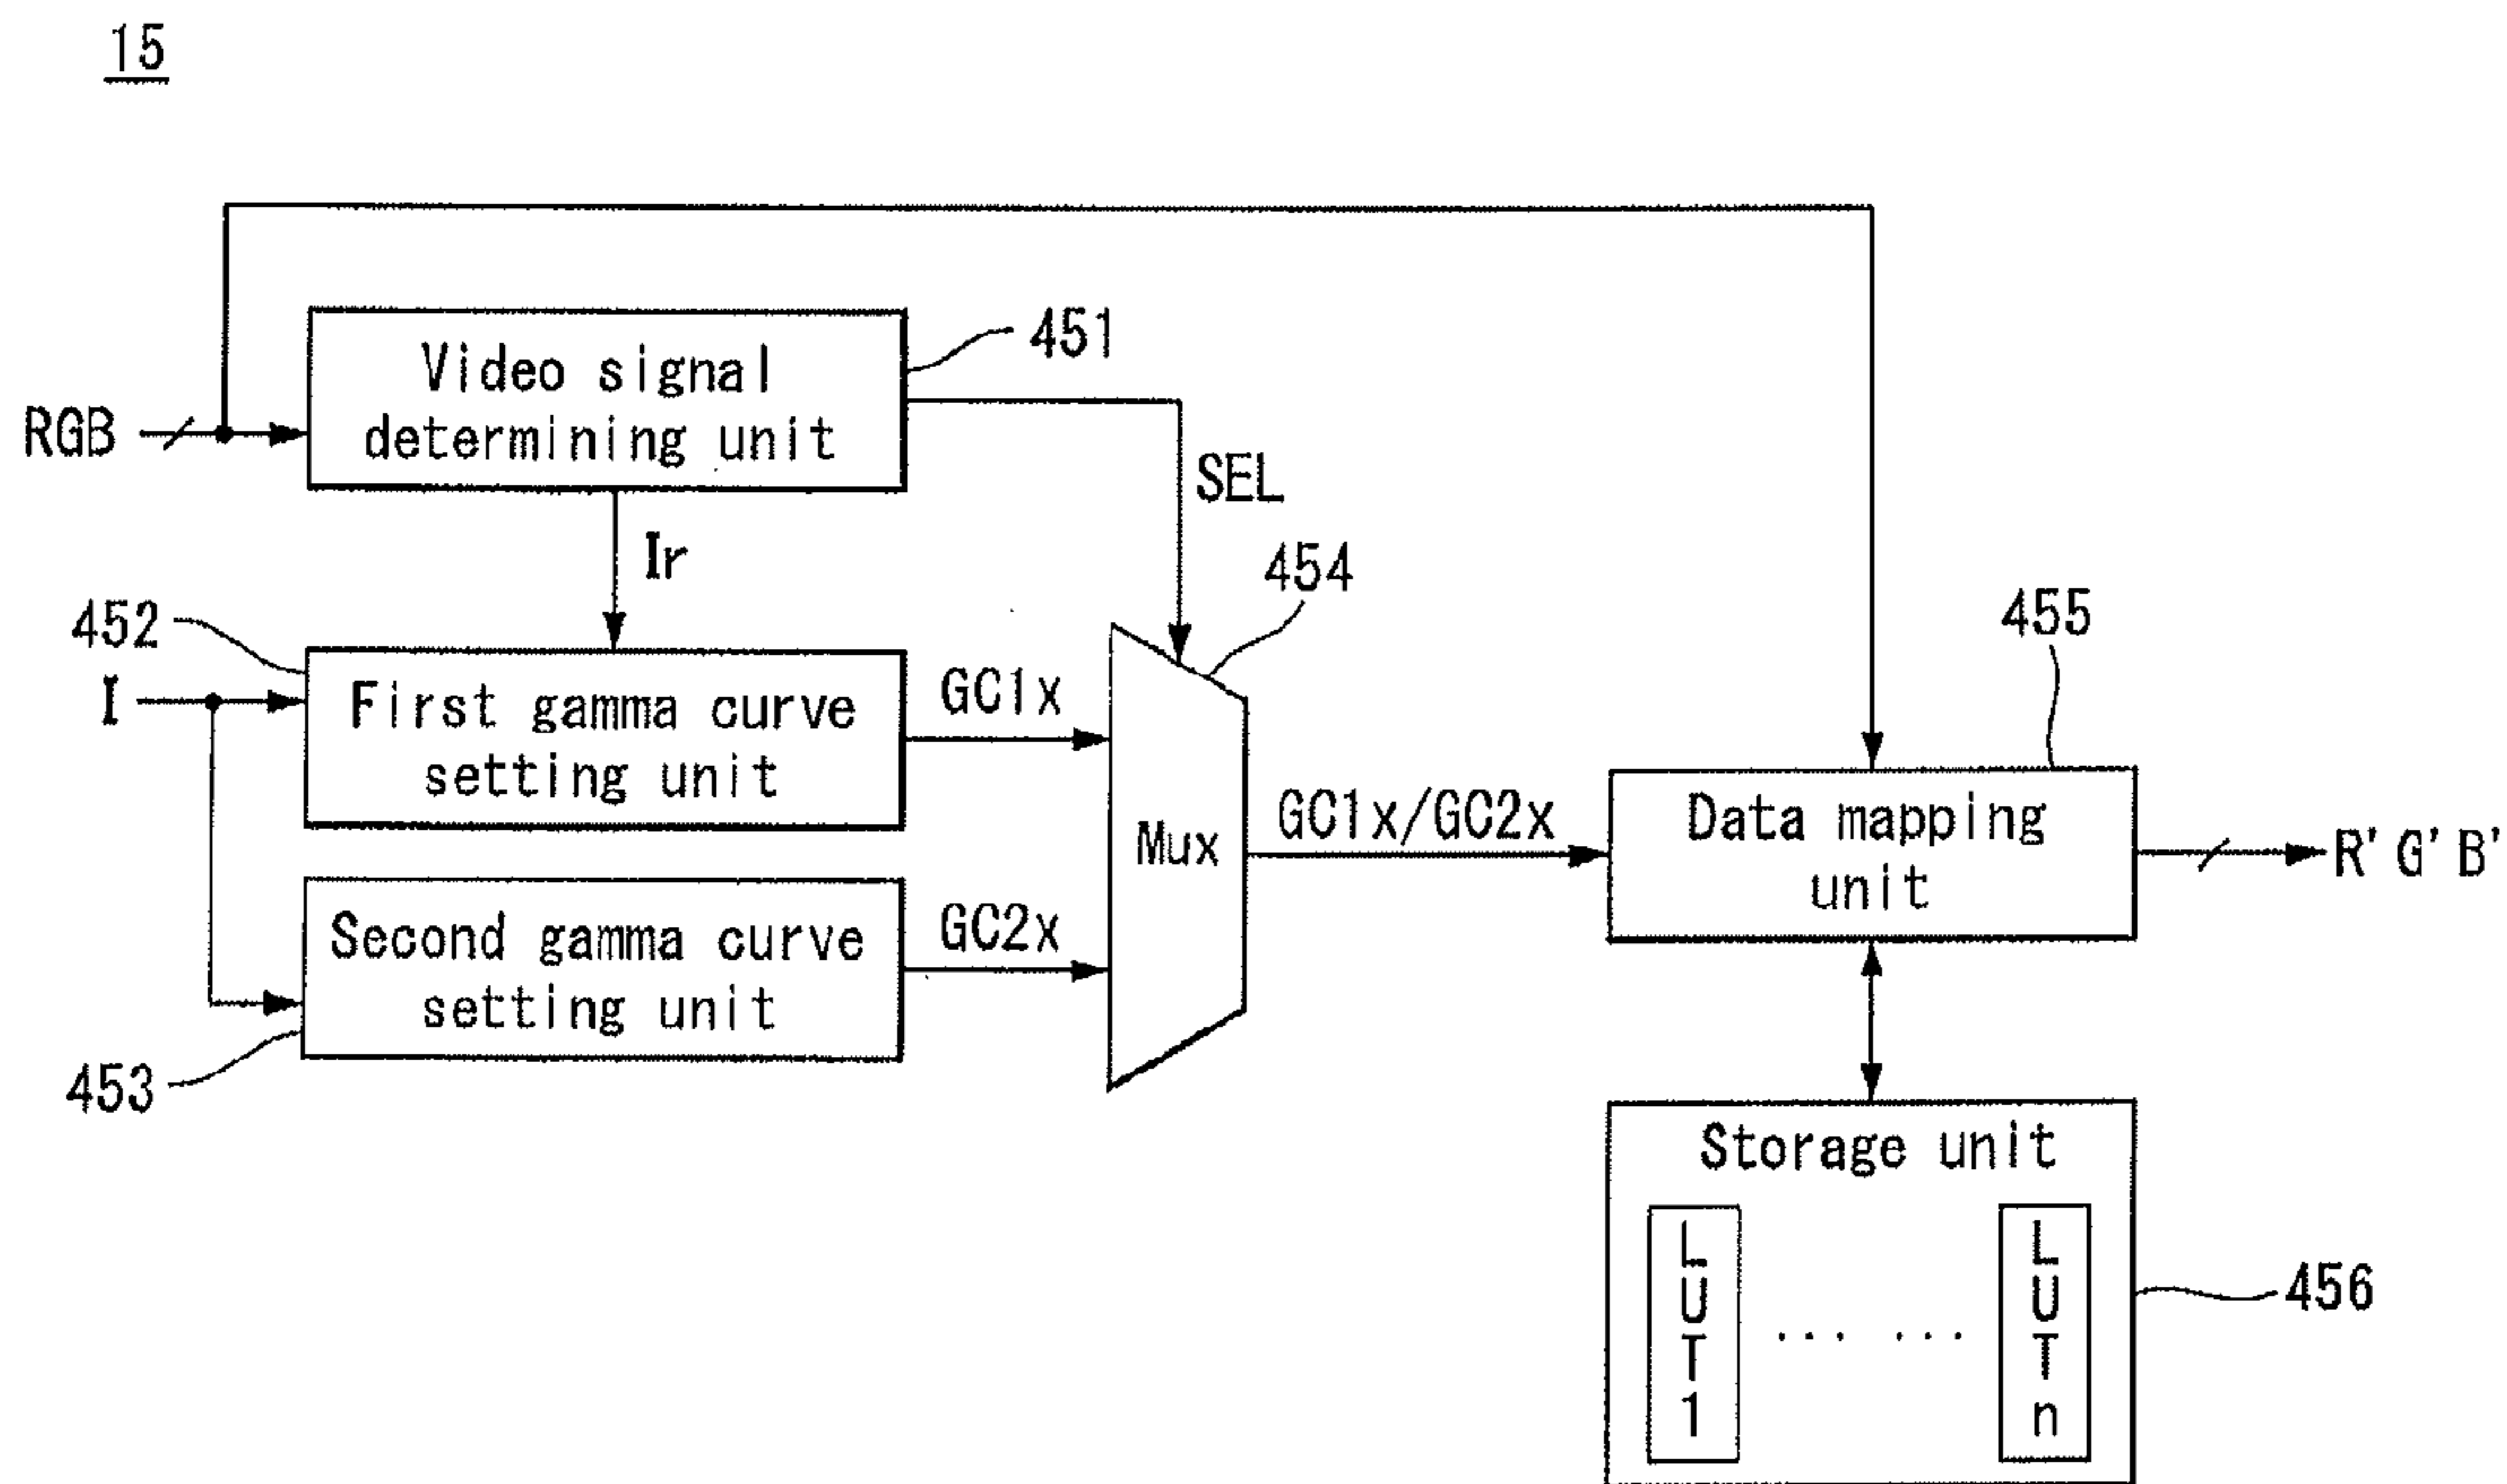 15
Video signal
determining unit
451
RGB
SEL
Ir
454
452
455
I
First gamma curve
setting unit
GC1x
Mux
GC1x/GC2x
Data mapping
unit
R'G'B'
Second gamma curve
setting unit
GC2x
453
Storage unit
LUT1
... ...
LUTn
456